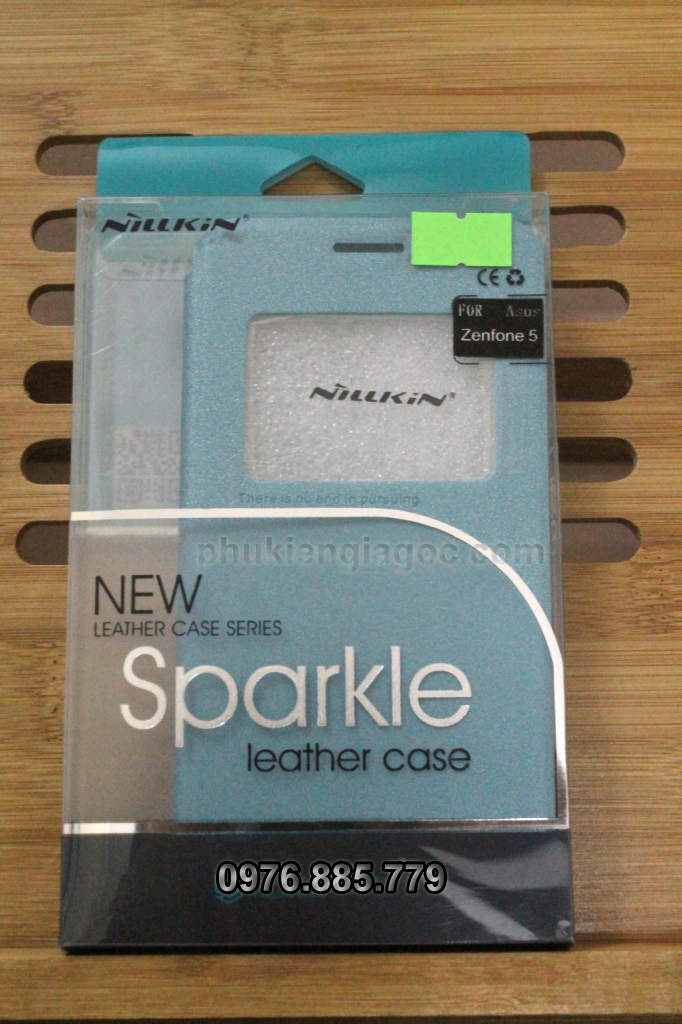 NiLLKiN®
CE
FOR Asus
Zenfone 5
NiLLKiN®
There is no end in pursuing
phukiengiagoc.com
NEW
LEATHER CASE SERIES
Sparkle
leather case
0976.885.779